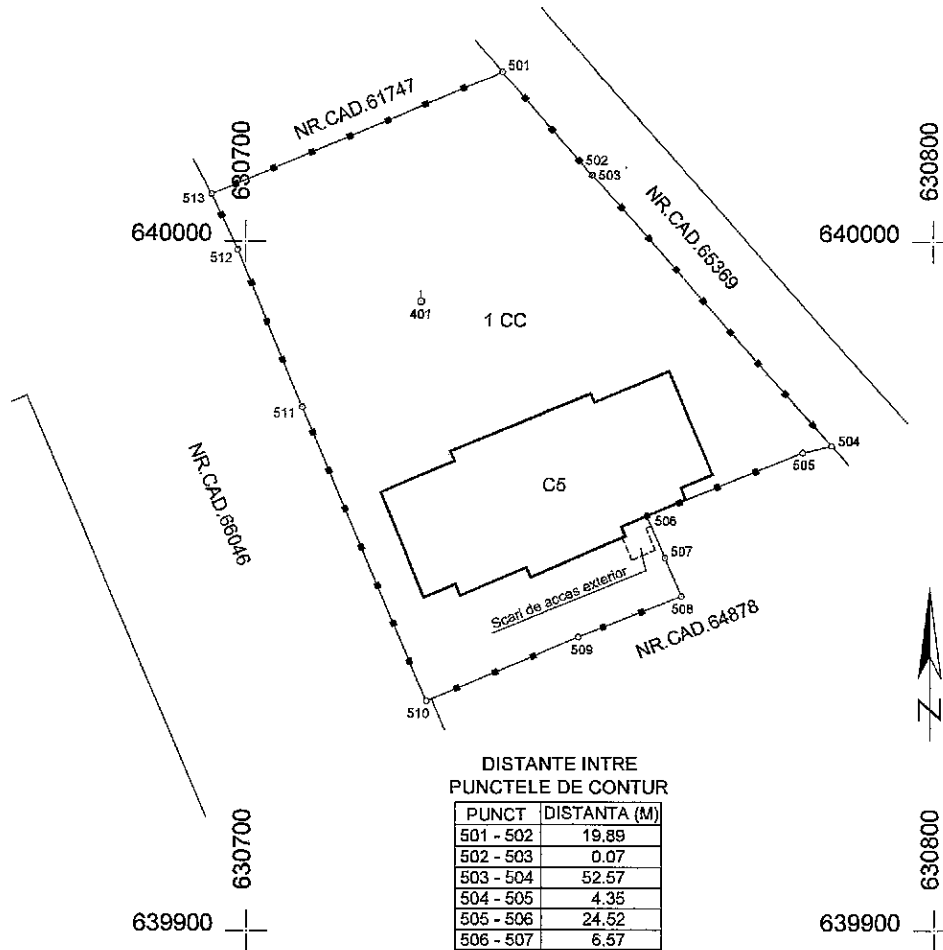 501
NR.CAD.61747
630700
630800
502
503
513
NR.CAD.65369
640000
640000
512
401
1 CC
511
504
505
NR.CAD.66046
C5
506
507
Scari de acces exterior
508
NR.CAD.64878
509
510
N
DISTANTE INTRE
PUNCTELE DE CONTUR
PUNCT DISTANTA (M)
501 - 502 19.89
502 - 503 0.07
503 - 504 52.57
504 - 505 4.35
505 - 506 24.52
506 - 507 6.57
630700
630800
639900
639900